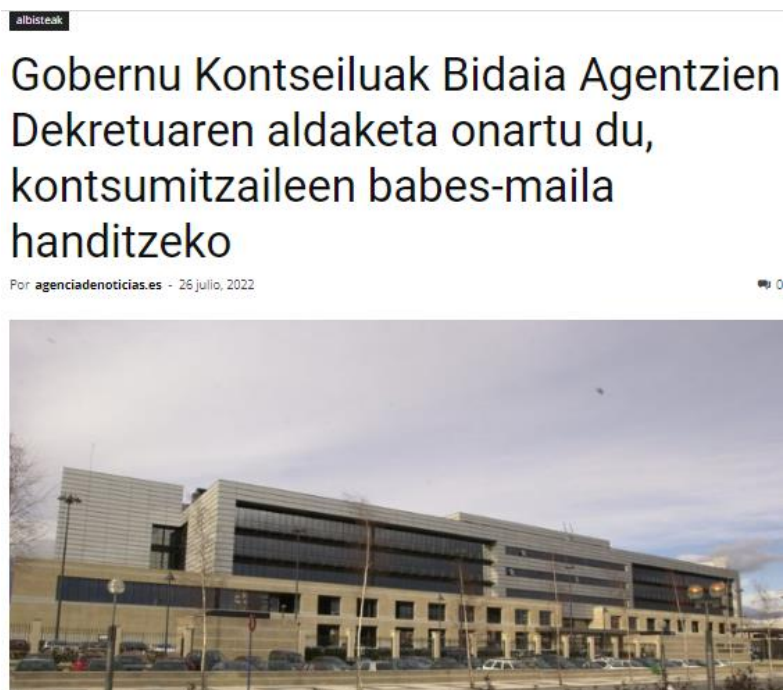 albisteak
Gobernu Kontseiluak Bidaia Agentzien
Dekretuaren aldaketa onartu du,
kontsumitzaileen babes-maila
handitzeko
Por agenciadenoticias.es - 26 julio, 2022
0